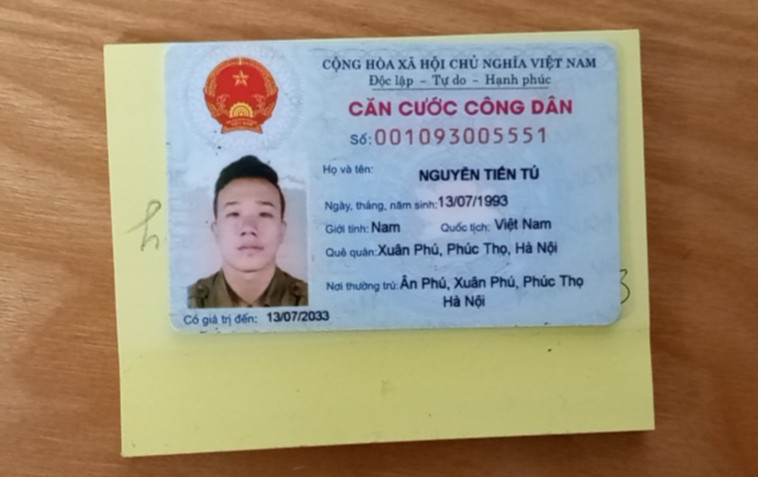 CỘNG HÒA XÃ HỘI CHỦ NGHĨA VIỆT NAM
Độc lập - Tự do - Hạnh phúc
CĂN CƯỚC CÔNG DÂN
Số: 001093005551
Họ và tên: NGUYỄN TIẾN TÚ
Ngày, tháng, năm sinh: 13/07/1993
Giới tính: Nam Quốc tịch: Việt Nam
Quê quán: Xuân Phú, Phúc Thọ, Hà Nội
Nơi thường trú: Ân Phú, Xuân Phú, Phúc Thọ
Hà Nội
Có giá trị đến: 13/07/2033